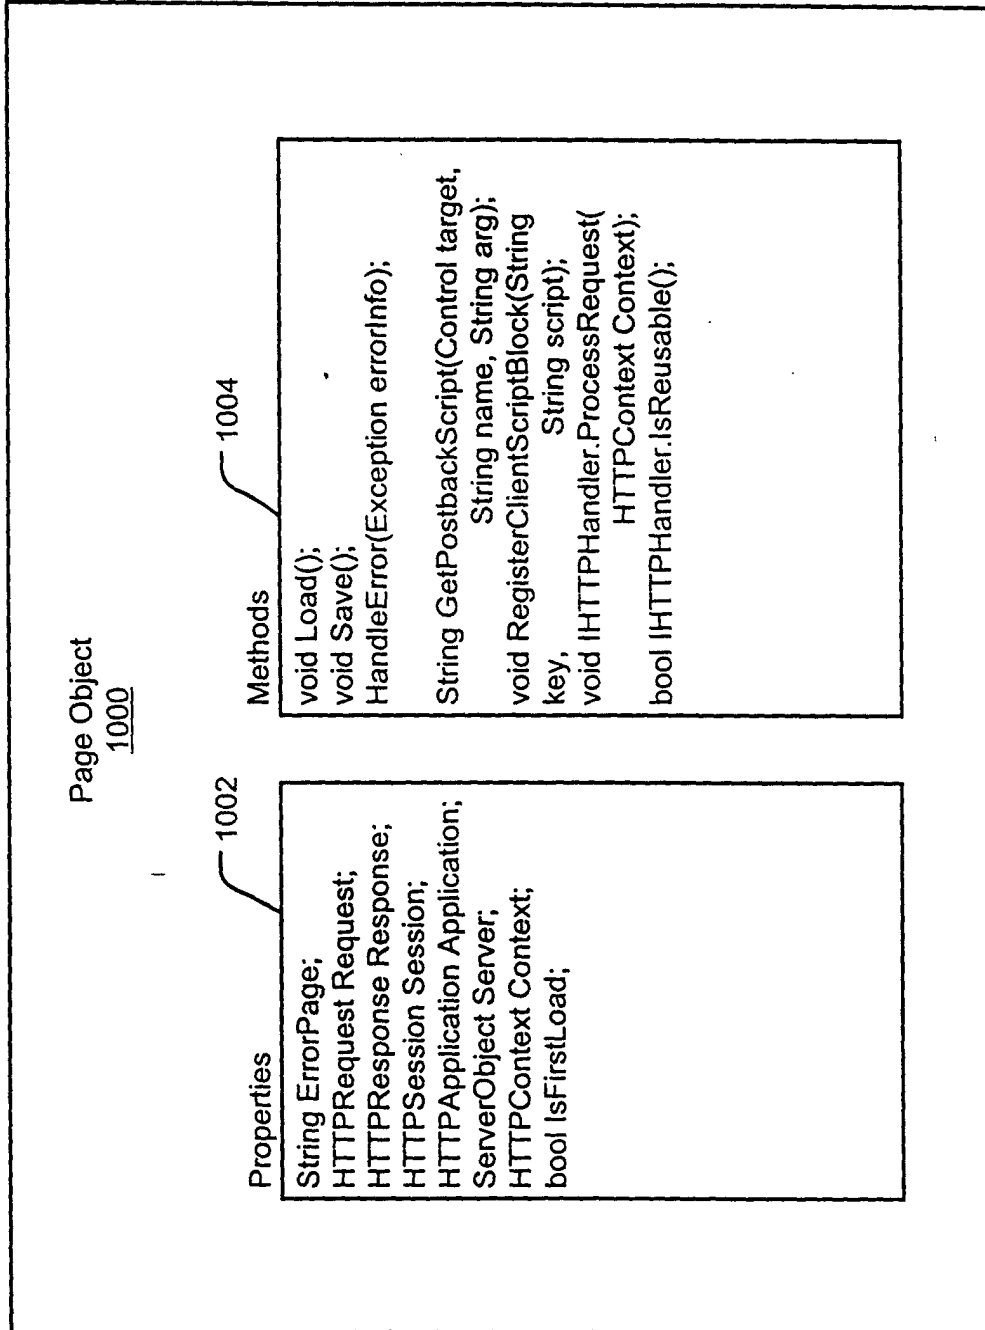 Page Object
1000
Properties
1002
String ErrorPage;
HTTPRequest Request;
HTTPResponse Response;
HTTPSession Session;
HTTPApplication Application;
ServerObject Server;
HTTPContext Context;
bool IsFirstLoad;
Methods
1004
void Load();
void Save();
HandleError(Exception errorInfo);
String GetPostbackScript(Control target,
String name, String arg);
void RegisterClientScriptBlock(String
key, String script);
void IHTTPHandler.ProcessRequest(
HTTPContext Context);
bool IHTTPHandler.IsReusable();